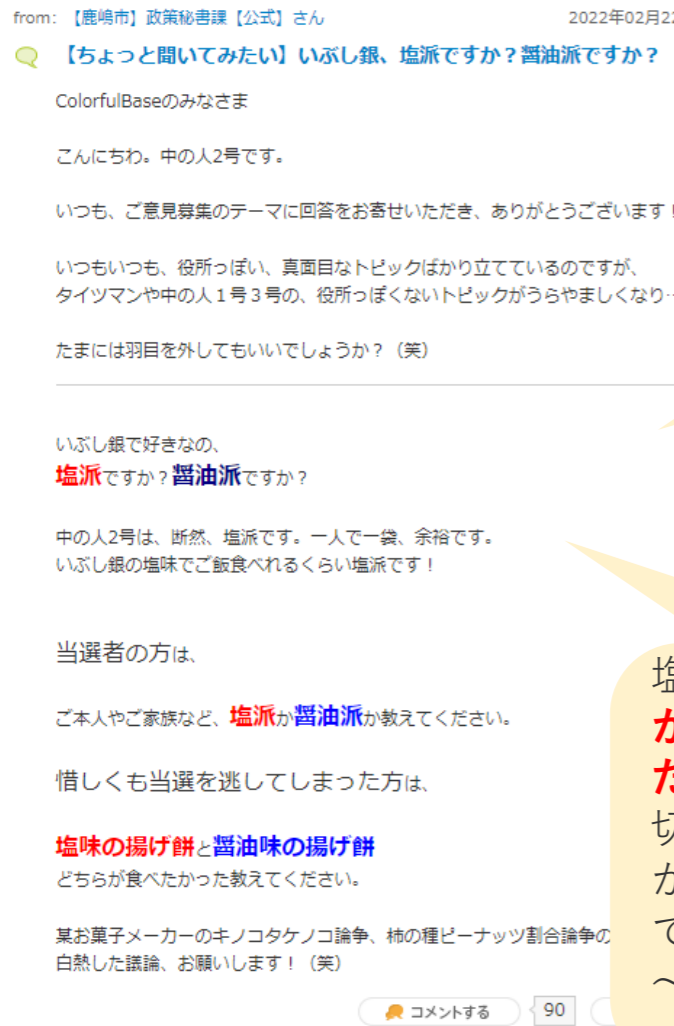 from: 【鹿嶋市】政策秘書課【公式】さん 2022年02月22
【ちょっと聞いてみたい】いぶし銀、塩派ですか？醤油派ですか？
ColorfulBaseのみなさま
こんにちわ。中の人2号です。
いつも、ご意見募集のテーマに回答をお寄せいただき、ありがとうございます！
いつもいつも、役所っぽい、真面目なトピックばかり立てているのですが、
タイツマンや中の人１号３号の、役所っぽくないトピックがうらやましくなり…
たまには羽目を外してもいいでしょうか？（笑）
いぶし銀で好きなの、
塩派ですか？醤油派ですか？
中の人2号は、断然、塩派です。一人で一袋、余裕です。
いぶし銀の塩味でご飯食べれるくらい塩派です！
当選者の方は、
ご本人やご家族など、塩派か醤油派か教えてください。
惜しくも当選を逃してしまった方は、
塩味の揚げ餅と醤油味の揚げ餅
どちらが食べたかった教えてください。
某お菓子メーカーのキノコタケノコ論争、柿の種ピーナッツ割合論争の
白熱した議論、お願いします！（笑）
コメントする 90
塩
か
た
切
か
て
～